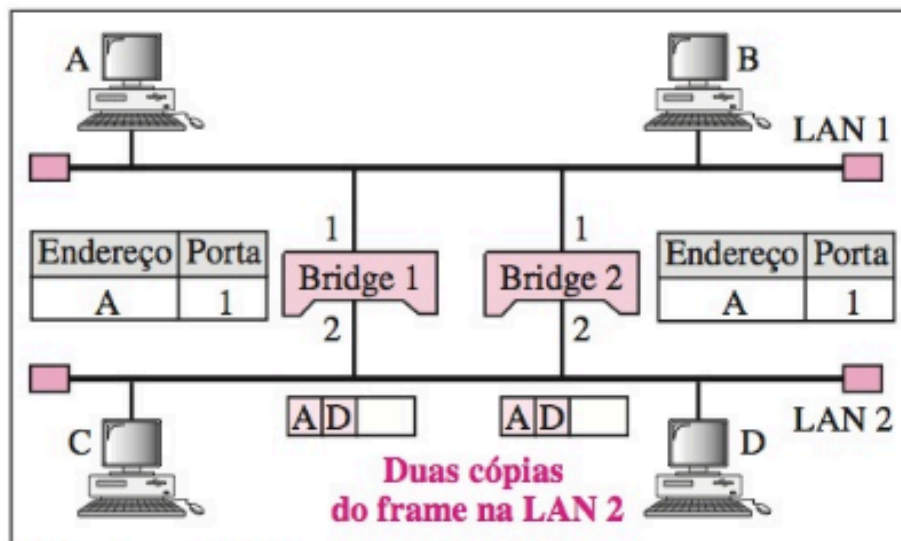 A
B
LAN 1
1
1
Endereço Porta
A 1
Bridge 1
Bridge 2
Endereço Porta
A 1
2
2
A D
A D
C
D
LAN 2
Duas cópias
do frame na LAN 2